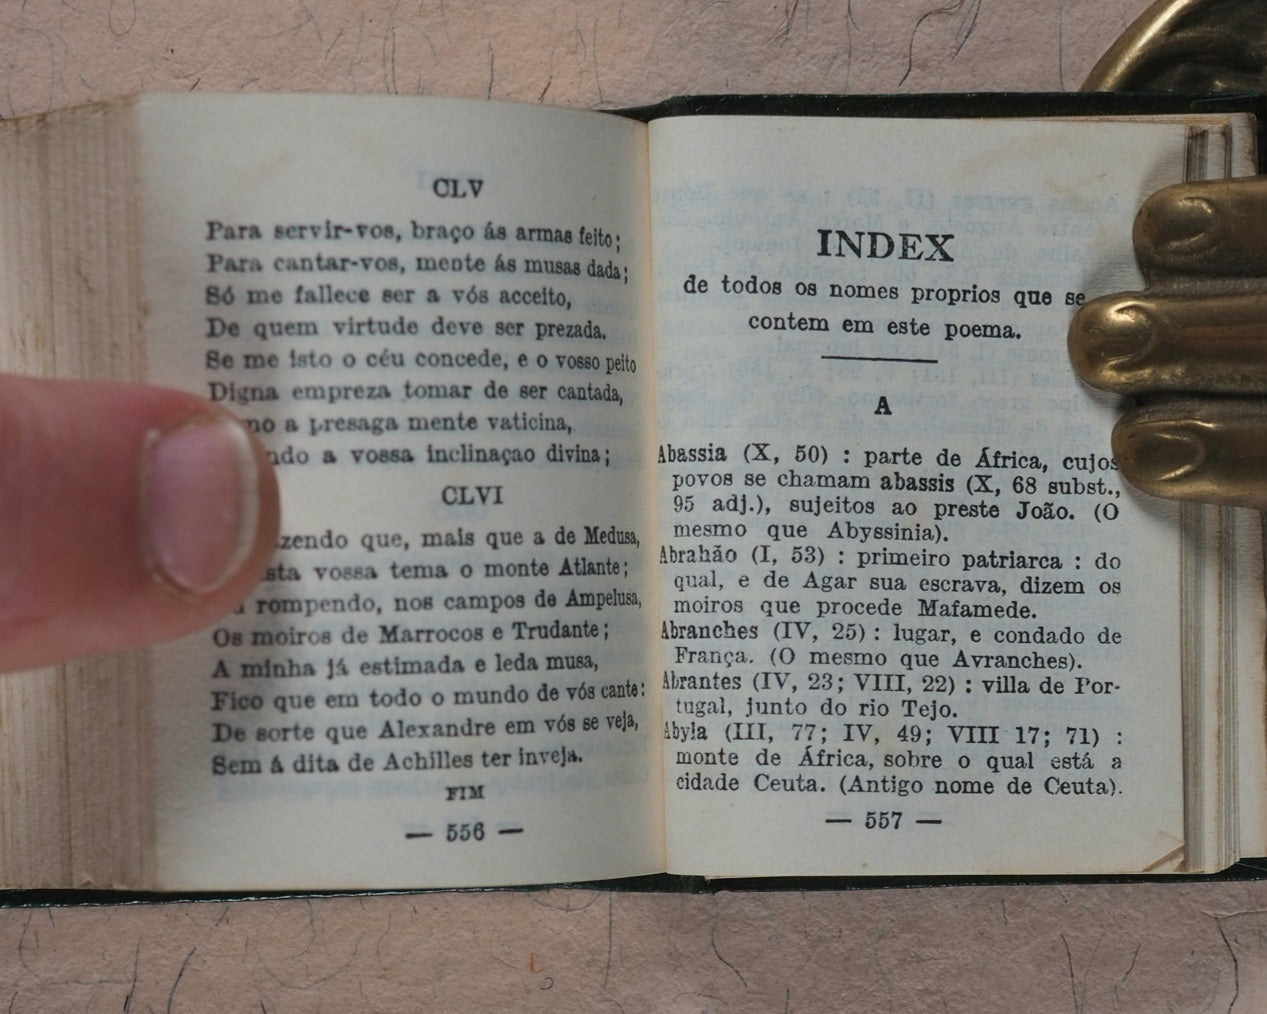 CLV
Para servir-vos, braço ás armas feito;
Para cantar-vos, mente ás musas dada;
Só me fallece ser a vós acceito,
De quem virtude deve ser prezada.
Se me isto o céu concede, e o vosso peito
Digna empreza tomar de ser cantada,
a presaga mente vaticina,
a vossa inclinaçao divina;
CLVI
que, mais que a de Medusa,
vossa tema o monte Atlante;
rompendo, nos campos de Ampelusa,
Os moiros de Marrocos e Trudante;
A minha já estimada e leda musa,
Fico que em todo o mundo de vós cante:
De sorte que Alexandre em vós se veja,
Sem á dita de Achilles ter inveja.
FIM
— 556 —
INDEX
de todos os nomes proprios que se
contem em este poema.
A
Abassia (X, 50) : parte de África, cujos
povos se chamam abassis (X, 68 subst.,
95 adj.), sujeitos ao preste João. (O
mesmo que Abyssinia).
Abrahão (I, 53) : primeiro patriarca : do
qual, e de Agar sua escrava, dizem os
moiros que procede Mafamede.
Abranches (IV, 25) : lugar, e condado de
França. (O mesmo que Avranches).
Abrantes (IV, 23; VIII, 22) : villa de Por-
tugal, junto do rio Tejo.
Abyla (III, 77; IV, 49; VIII 17; 71) :
monte de África, sobre o qual está a
cidade Ceuta. (Antigo nome de Ceuta).
— 557 —